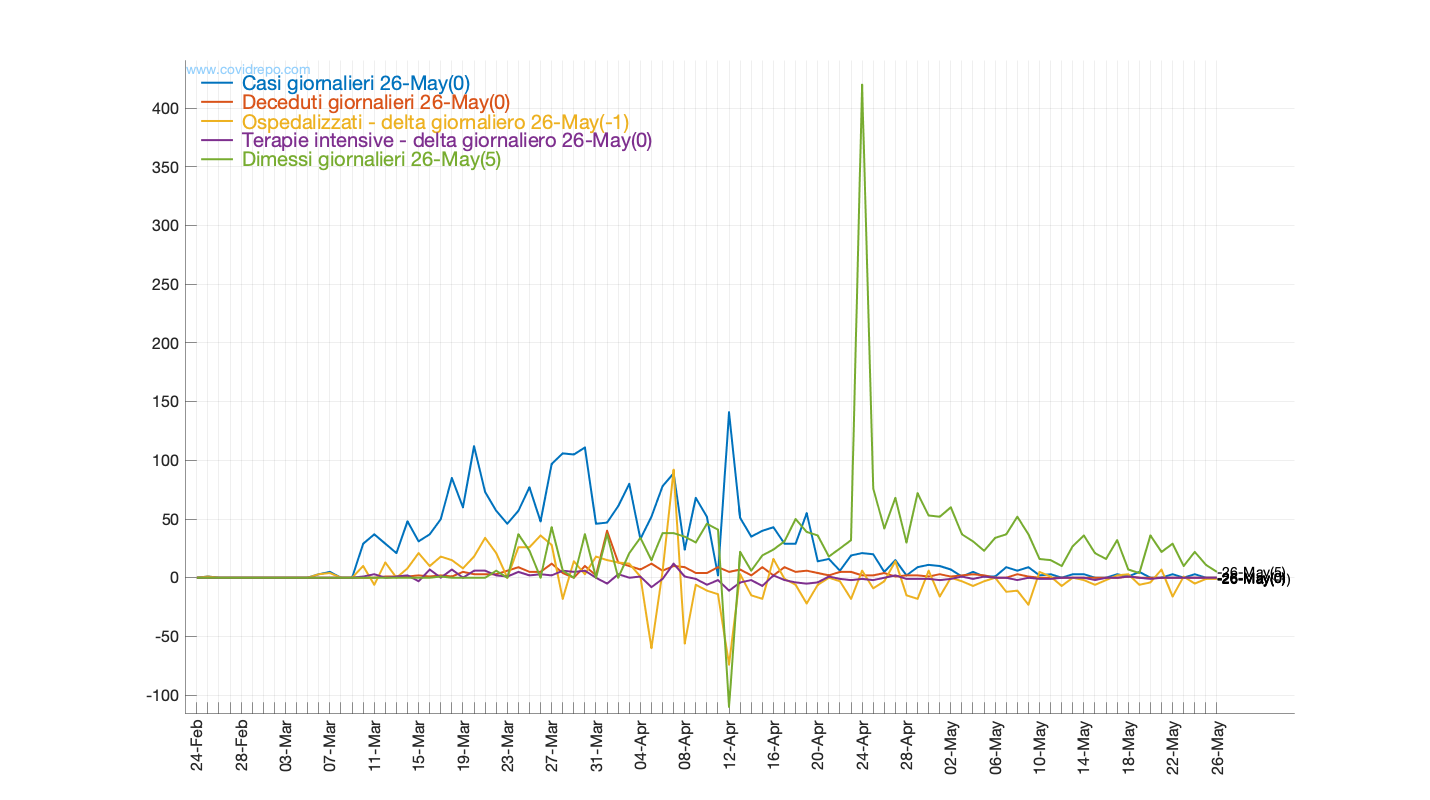 www.covidrepo.com
Casi giornalieri 26-May(0)
Deceduti giornalieri 26-May(0)
Ospedalizzati - delta giornaliero 26-May(-1)
Terapie intensive - delta giornaliero 26-May(0)
Dimessi giornalieri 26-May(5)
400
350
300
250
200
150
100
50
0
-50
-100
-26-May(5)
24-Feb
28-Feb
03-Mar
07-Mar
11-Mar
15-Mar
19-Mar
23-Mar
27-Mar
31-Mar
04-Apr
08-Apr
12-Apr
16-Apr
20-Apr
24-Apr
28-Apr
02-May
06-May
10-May
14-May
18-May
22-May
26-May